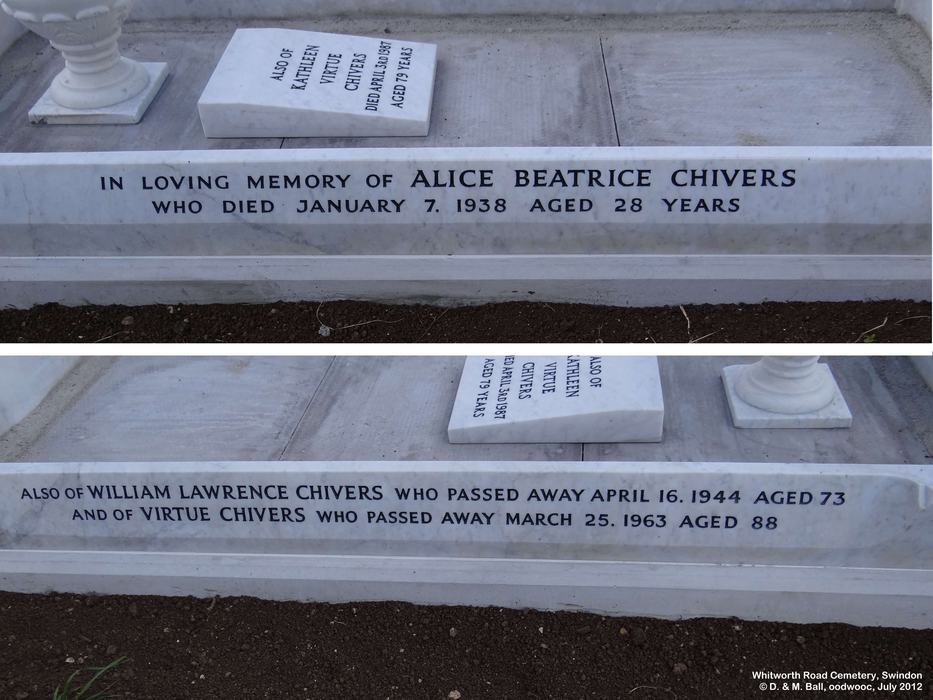 ALSO OF
KATHLEEN
VIRTUE
CHIVERS
DIED APRIL 3RD 1987
AGED 79 YEARS
IN LOVING MEMORY OF ALICE BEATRICE CHIVERS
WHO DIED JANUARY 7. 1938 AGED 28 YEARS
ALSO OF
KATHLEEN
VIRTUE
CHIVERS
DIED APRIL 3RD 1987
AGED 79 YEARS
ALSO OF WILLIAM LAWRENCE CHIVERS WHO PASSED AWAY APRIL 16. 1944 AGED 73
AND OF VIRTUE CHIVERS WHO PASSED AWAY MARCH 25. 1963 AGED 88
Whitworth Road Cemetery, Swindon
© D. & M. Ball, oodwooc, July 2012